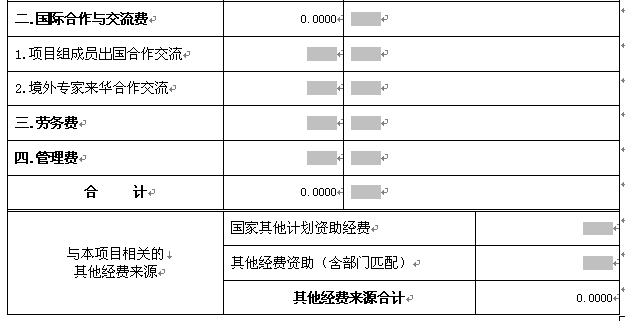 二.国际合作与交流费 0.0000
1.项目组成员出国合作交流
2.境外专家来华合作交流
三.劳务费
四.管理费
合 计 0.0000
与本项目相关的
其他经费来源
国家其他计划资助经费
其他经费资助（含部门匹配）
其他经费来源合计 0.0000